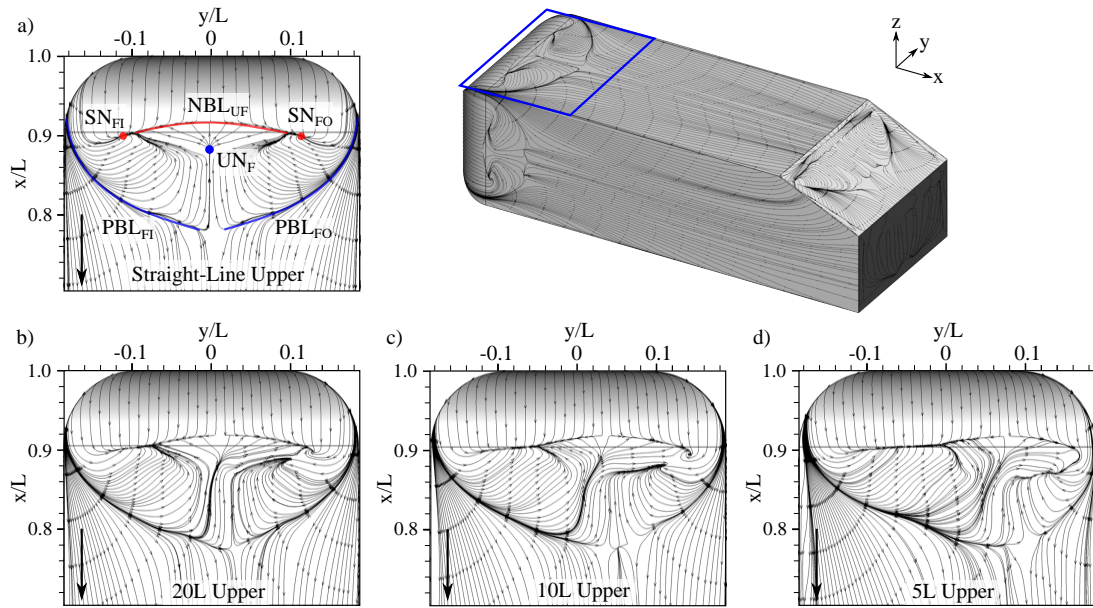 a)
y/L
-0.1 0 0.1
1.0
0.9
0.8
x/L
SN_FI
NBL_UF
SN_FO
UN_F
PBL_FI
PBL_FO
Straight-Line Upper
z
y
x
b)
y/L
-0.1 0 0.1
1.0
0.9
0.8
x/L
20L Upper
c)
y/L
-0.1 0 0.1
1.0
0.9
0.8
x/L
10L Upper
d)
y/L
-0.1 0 0.1
1.0
0.9
0.8
x/L
5L Upper